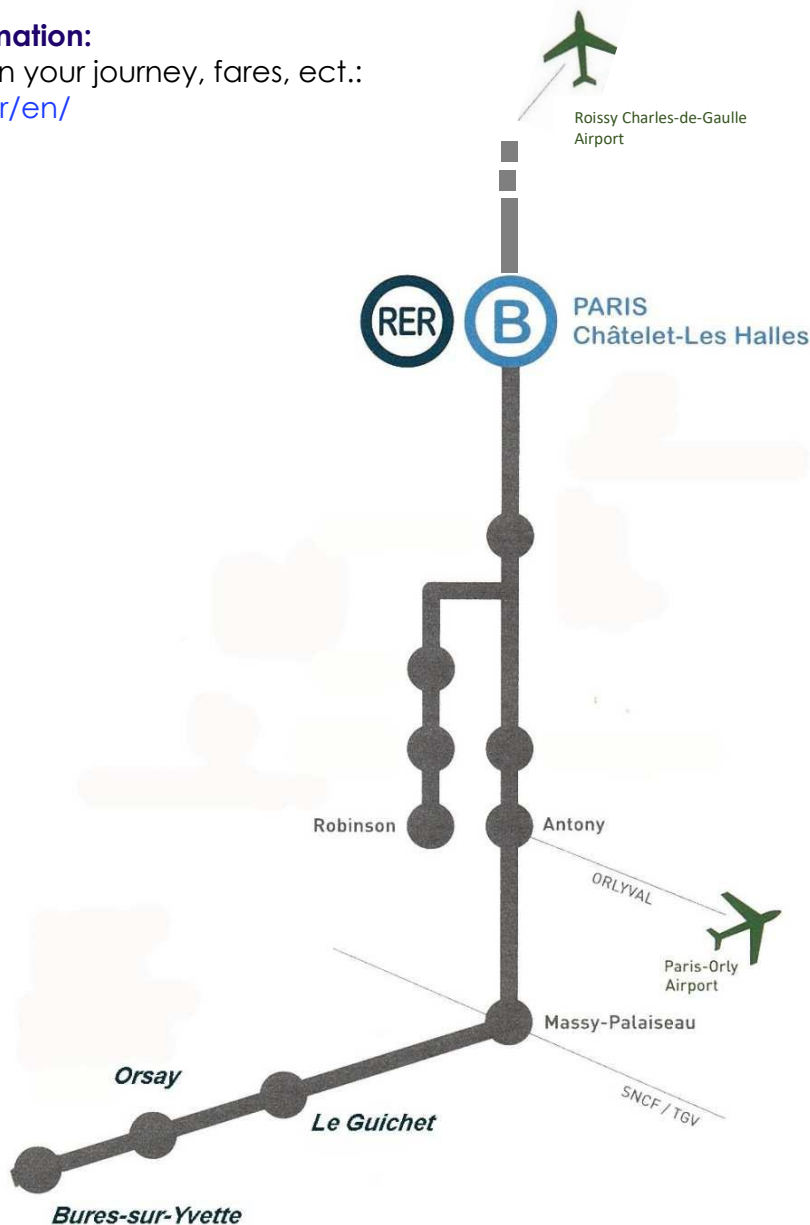 mation:
n your journey, fares, ect.:
r/en/
Roissy Charles-de-Gaulle
Airport
RER
B
PARIS
Châtelet-Les Halles
Robinson
Antony
ORLYVAL
Paris-Orly
Airport
Massy-Palaiseau
SNCF / TGV
Orsay
Le Guichet
Bures-sur-Yvette